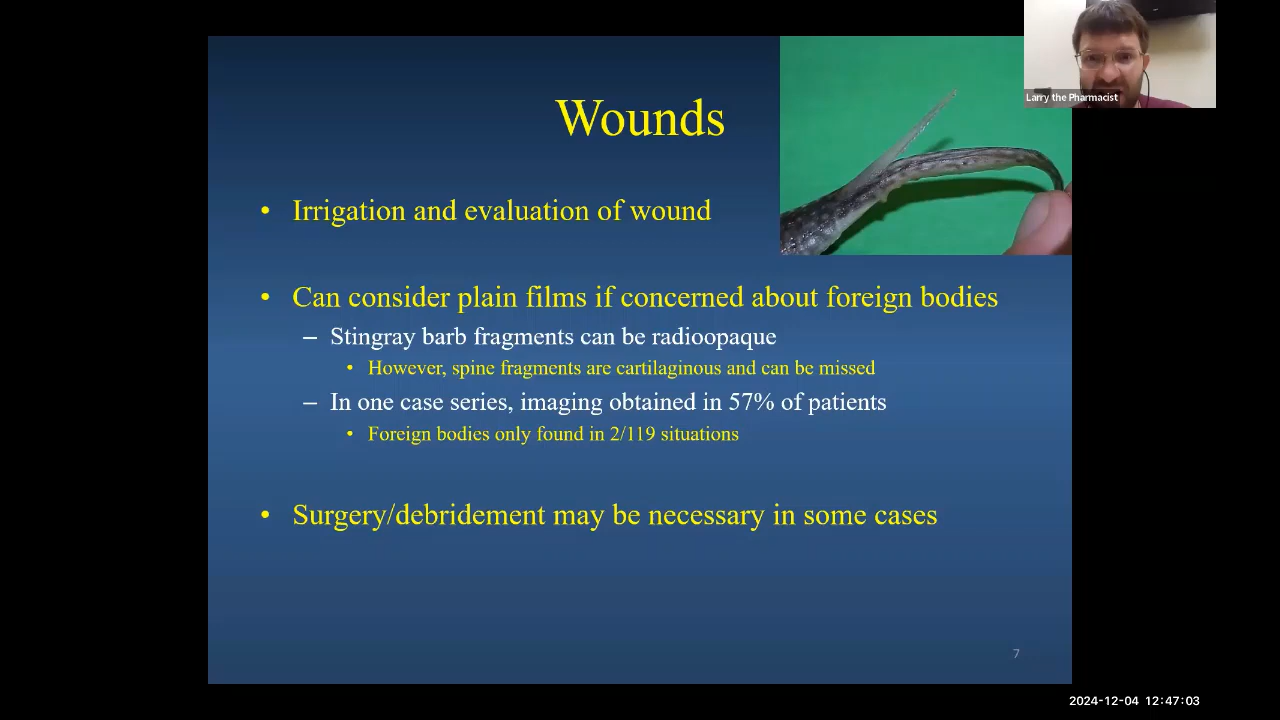 Larry the Pharmacist
Wounds
• Irrigation and evaluation of wound
• Can consider plain films if concerned about foreign bodies
– Stingray barb fragments can be radioopaque
• However, spine fragments are cartilaginous and can be missed
– In one case series, imaging obtained in 57% of patients
• Foreign bodies only found in 2/119 situations
• Surgery/debridement may be necessary in some cases
7
2024-12-04 12:47:03